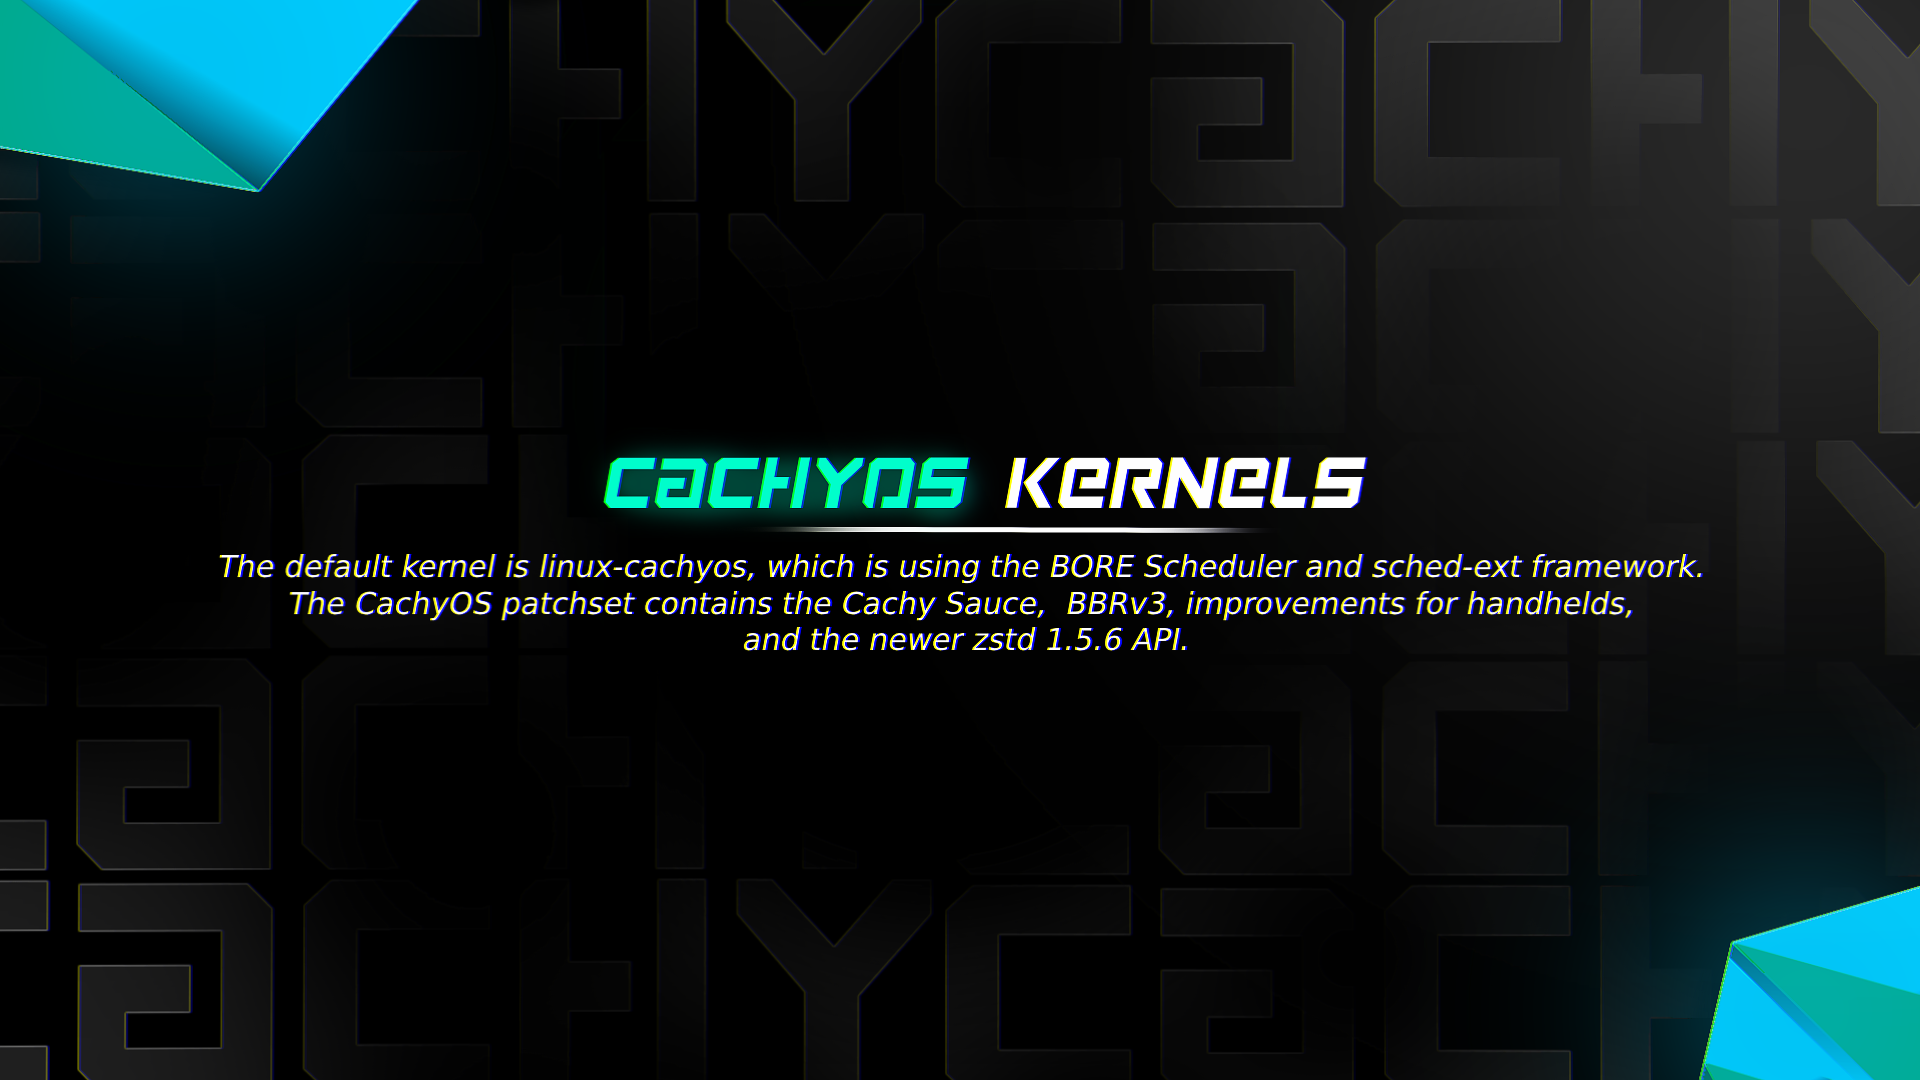 CaCHYOS KeRNeLS
The default kernel is linux-cachyos, which is using the BORE Scheduler and sched-ext framework.
The CachyOS patchset contains the Cachy Sauce,  BBRv3, improvements for handhelds,
and the newer zstd 1.5.6 API.